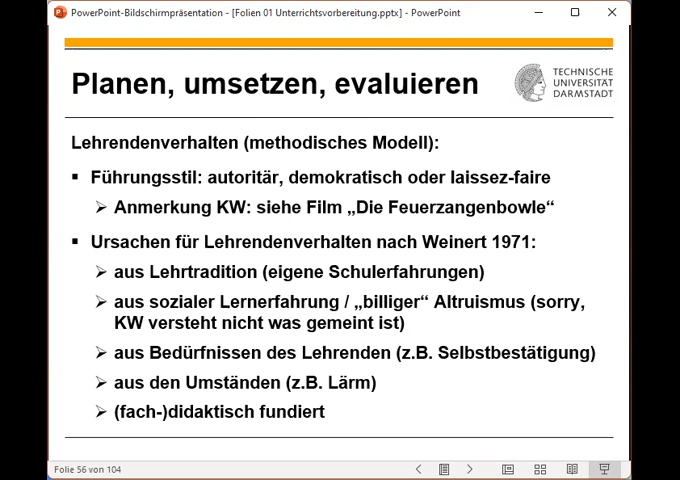 PowerPoint-Bildschirmpräsentation - [Folien 01 Unterrichtsvorbereitung.pptx] - PowerPoint
Planen, umsetzen, evaluieren
TECHNISCHE
UNIVERSITÄT
DARMSTADT
Lehrendenverhalten (methodisches Modell):
▪ Führungsstil: autoritär, demokratisch oder laissez-faire
➢ Anmerkung KW: siehe Film „Die Feuerzangenbowle“
▪ Ursachen für Lehrendenverhalten nach Weinert 1971:
➢ aus Lehrtradition (eigene Schulerfahrungen)
➢ aus sozialer Lernerfahrung / „billiger“ Altruismus (sorry,
KW versteht nicht was gemeint ist)
➢ aus Bedürfnissen des Lehrenden (z.B. Selbstbestätigung)
➢ aus den Umständen (z.B. Lärm)
➢ (fach-)didaktisch fundiert
Folie 56 von 104